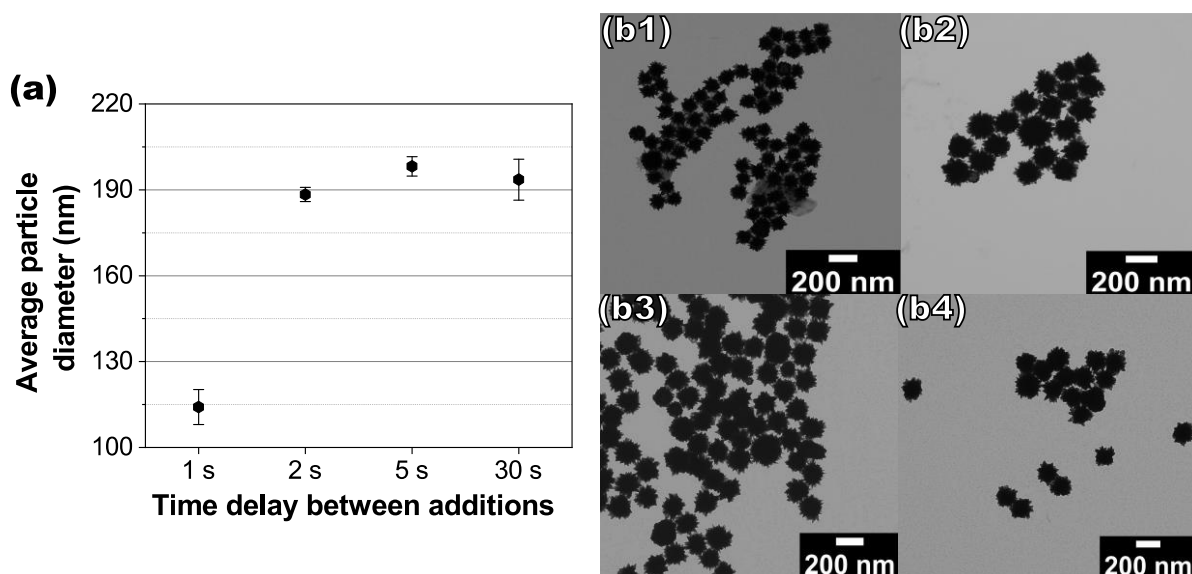 (a)
220
190
160
130
100
Average particle
diameter (nm)
1 s 2 s 5 s 30 s
Time delay between additions
(b1)
200 nm
(b2)
200 nm
(b3)
200 nm
(b4)
200 nm